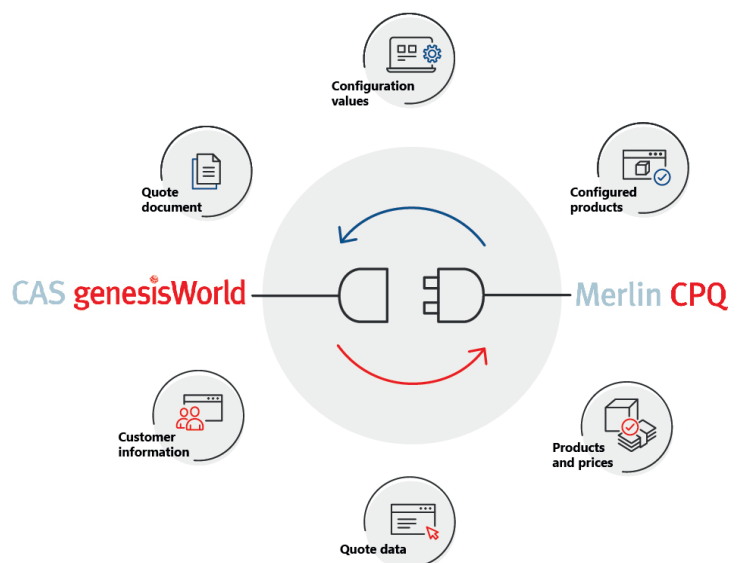 Configuration
values
Quote
document
Configured
products
CAS genesisWorld
Merlin CPQ
Customer
information
Products
and prices
Quote data